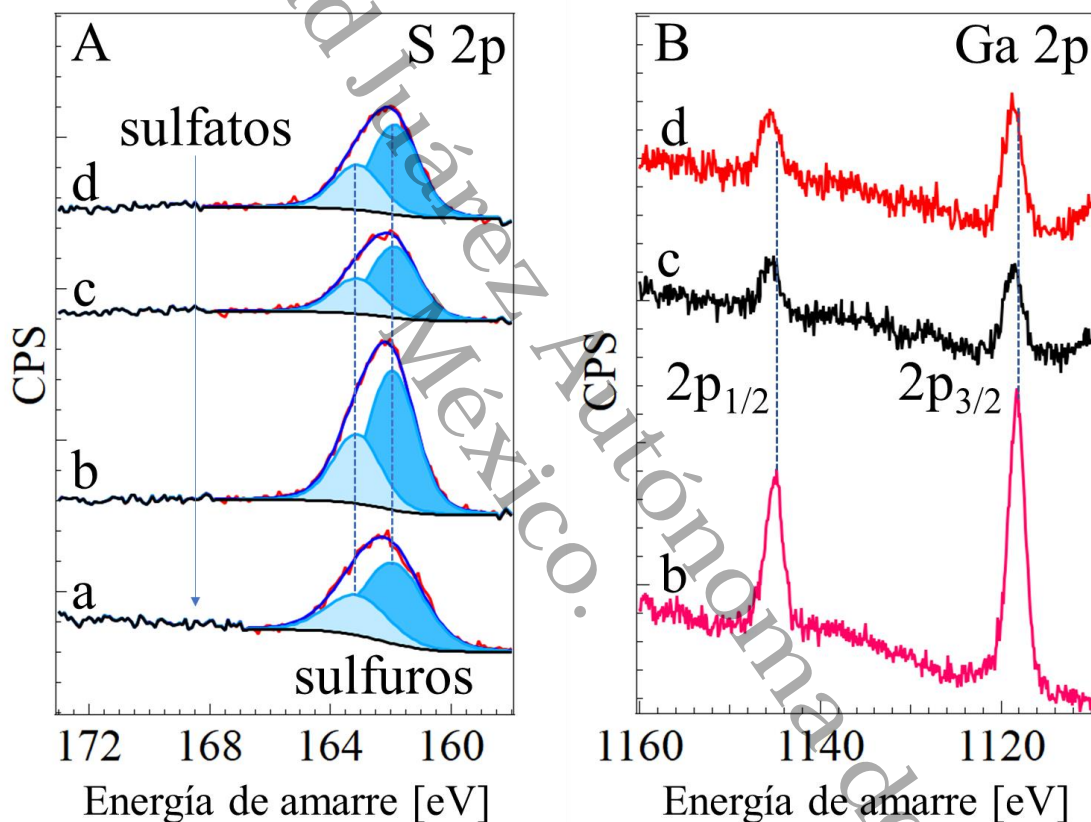 A
S 2p
sulfatos
d
c
b
a
sulfuros
CPS
172
168
164
160
Energía de amarre [eV]
B
Ga 2p
d
c
2p1/2
2p3/2
b
CPS
1160
1140
1120
Energía de amarre [eV]
Juárez Autónoma de
México.